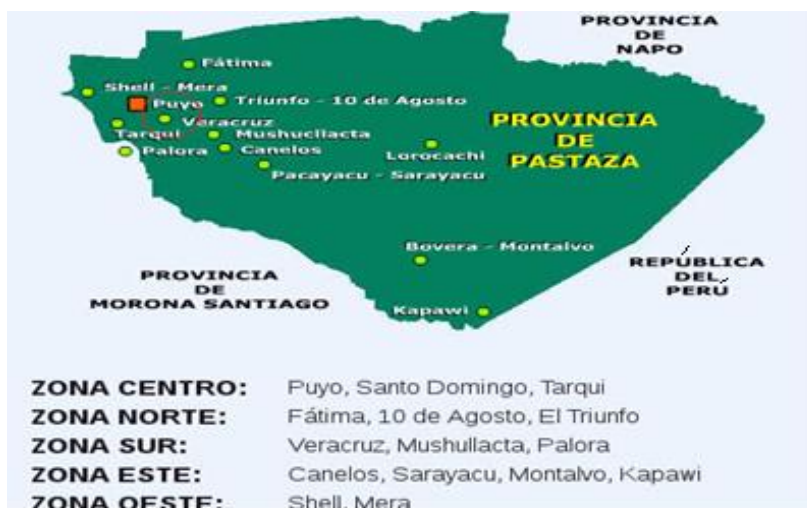 PROVINCIA
DE
NAPO
Fátima
Shell - Mera
Puyo
Triunfo - 10 de Agosto
Veracruz
Tarqui
Mushucllacta
Palora
Canelos
Lorocachi
Pacayacu - Sarayacu
PROVINCIA
DE
PASTAZA
Bovera - Montalvo
REPÚBLICA
DEL
PERÚ
PROVINCIA
DE
MORONA SANTIAGO
Kapawi
ZONA CENTRO: Puyo, Santo Domingo, Tarqui
ZONA NORTE: Fátima, 10 de Agosto, El Triunfo
ZONA SUR: Veracruz, Mushullacta, Palora
ZONA ESTE: Canelos, Sarayacu, Montalvo, Kapawi
ZONA OESTE: Shell, Mera